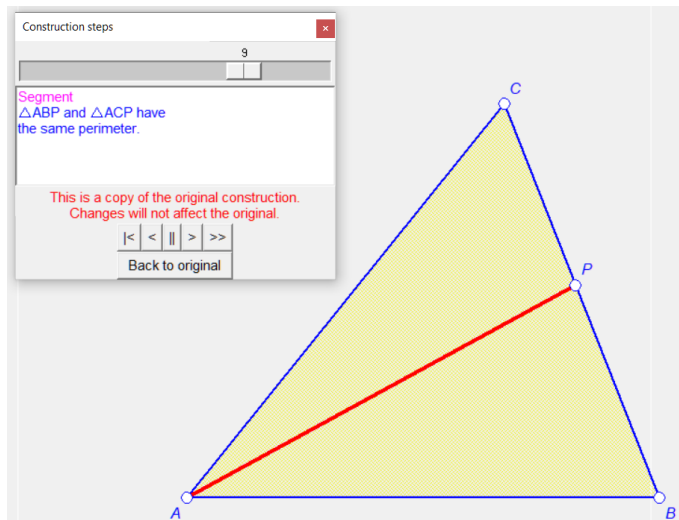 Construction steps
9
Segment
△ABP and △ACP have
the same perimeter.
This is a copy of the original construction.
Changes will not affect the original.
|< < || > >>
Back to original
C
P
A
B